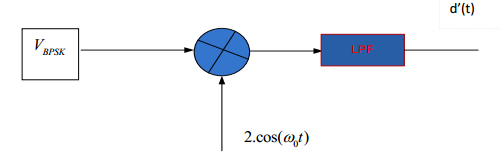 d’(t)
V_BPSK
LPF
2.cos(ω₀t)